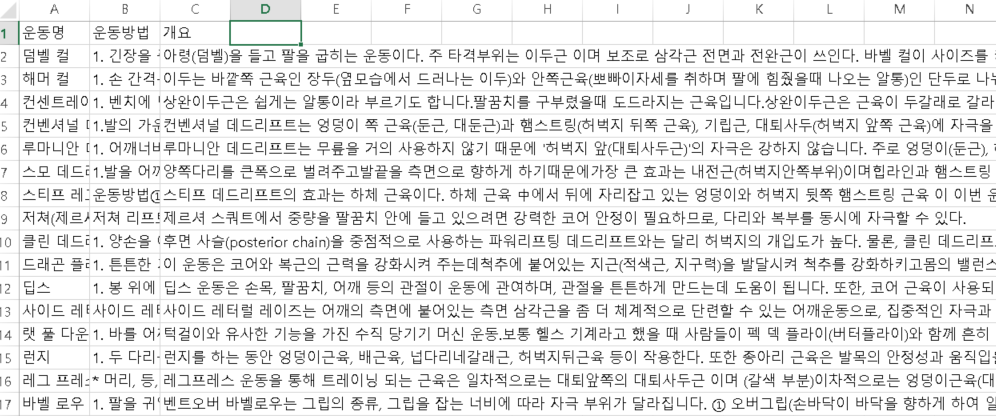 A B C D E F G H I J K L M N
1 운동명 운동방법 개요
2 덤벨 컬 1. 긴장을 아령(덤벨)을 들고 팔을 굽히는 운동이다. 주 타격부위는 이두근 이며 보조로 삼각근 전면과 전완근이 쓰인다. 바벨 컬이 사이즈를
3 해머 컬 1. 손 간격 이두는 바깥쪽 근육인 장두(옆모습에서 드러나는 이두)와 안쪽근육(뽀빠이자세를 취하며 팔에 힘줬을때 나오는 알통)인 단두로
4 컨센트레이 1. 벤치에 상완이두근은 쉽게는 알통이라 부르기도 합니다.팔꿈치를 구부렸을때 도드라지는 근육입니다.상완이두근은 근육이 두갈래로 갈라
5 컨벤셔널 1.발의 가운 컨벤셔널 데드리프트는 엉덩이 쪽 근육(둔근, 대둔근)과 햄스트링(허벅지 뒤쪽 근육), 기립근, 대퇴사두(허벅지 앞쪽 근육)에 자극을
6 루마니안 1. 어깨너비 루마니안 데드리프트는 무릎을 거의 사용하지 않기 때문에 '허벅지 앞(대퇴사두근)'의 자극은 강하지 않습니다. 주로 엉덩이(둔근),
7 스모 데드 1.발을 어깨 양쪽다리를 큰폭으로 벌려주고발끝을 측면으로 향하게 하기때문에가장 큰 효과는 내전근(허벅지안쪽부위)이며힙라인과 햄스트링
8 스티프 레그 운동방법① 스티프 데드리프트의 효과는 하체 근육이다. 하체 근육 中에서 뒤에 자리잡고 있는 엉덩이와 허벅지 뒷쪽 햄스트링 근육 이 이번 운
9 저쳐(제르셔 저쳐 리프트 제르셔 스쿼트에서 중량을 팔꿈치 안에 들고 있으려면 강력한 코어 안정이 필요하므로, 다리와 복부를 동시에 자극할 수 있다.
10 클린 데드 1. 양손을 후면 사슬(posterior chain)을 중점적으로 사용하는 파워리프팅 데드리프트와는 달리 허벅지의 개입도가 높다. 물론, 클린 데드리프
11 드래곤 플 1. 튼튼한 이 운동은 코어와 복근의 근력을 강화시켜 주는데척추에 붙어있는 지근(적색근, 지구력)을 발달시켜 척추를 강화하키고몸의 밸런스
12 딥스 1. 봉 위에 딥스 운동은 손목, 팔꿈치, 어깨 등의 관절이 운동에 관여하며, 관절을 튼튼하게 만드는데 도움이 됩니다. 또한, 코어 근육이 사용되
13 사이드 레터 사이드 레터 사이드 레터럴 레이즈는 어깨의 측면에 붙어있는 측면 삼각근을 좀 더 체계적으로 단련할 수 있는 어깨운동으로, 집중적인 자극과
14 랫 풀 다운 1. 바를 어깨 턱걸이와 유사한 기능을 가진 수직 당기기 머신 운동.보통 헬스 기계라고 했을 때 사람들이 펙 덱 플라이(버터플라이)와 함께 흔히
15 런지 1. 두 다리 런지를 하는 동안 엉덩이근육, 배근육, 넙다리네갈래근, 허벅지뒤근육 등이 작용한다. 또한 종아리 근육은 발목의 안정성과 움직임
16 레그 프레스 * 머리, 등, 레그프레스 운동을 통해 트레이닝 되는 근육은 일차적으로는 대퇴앞쪽의 대퇴사두근 이며 (갈색 부분)이차적으로는 엉덩이근육(대
17 바벨 로우 1. 팔을 귀 벤트오버 바벨로우는 그립의 종류, 그립을 잡는 너비에 따라 자극 부위가 달라집니다. ① 오버그립(손바닥이 바닥을 향하게 하여